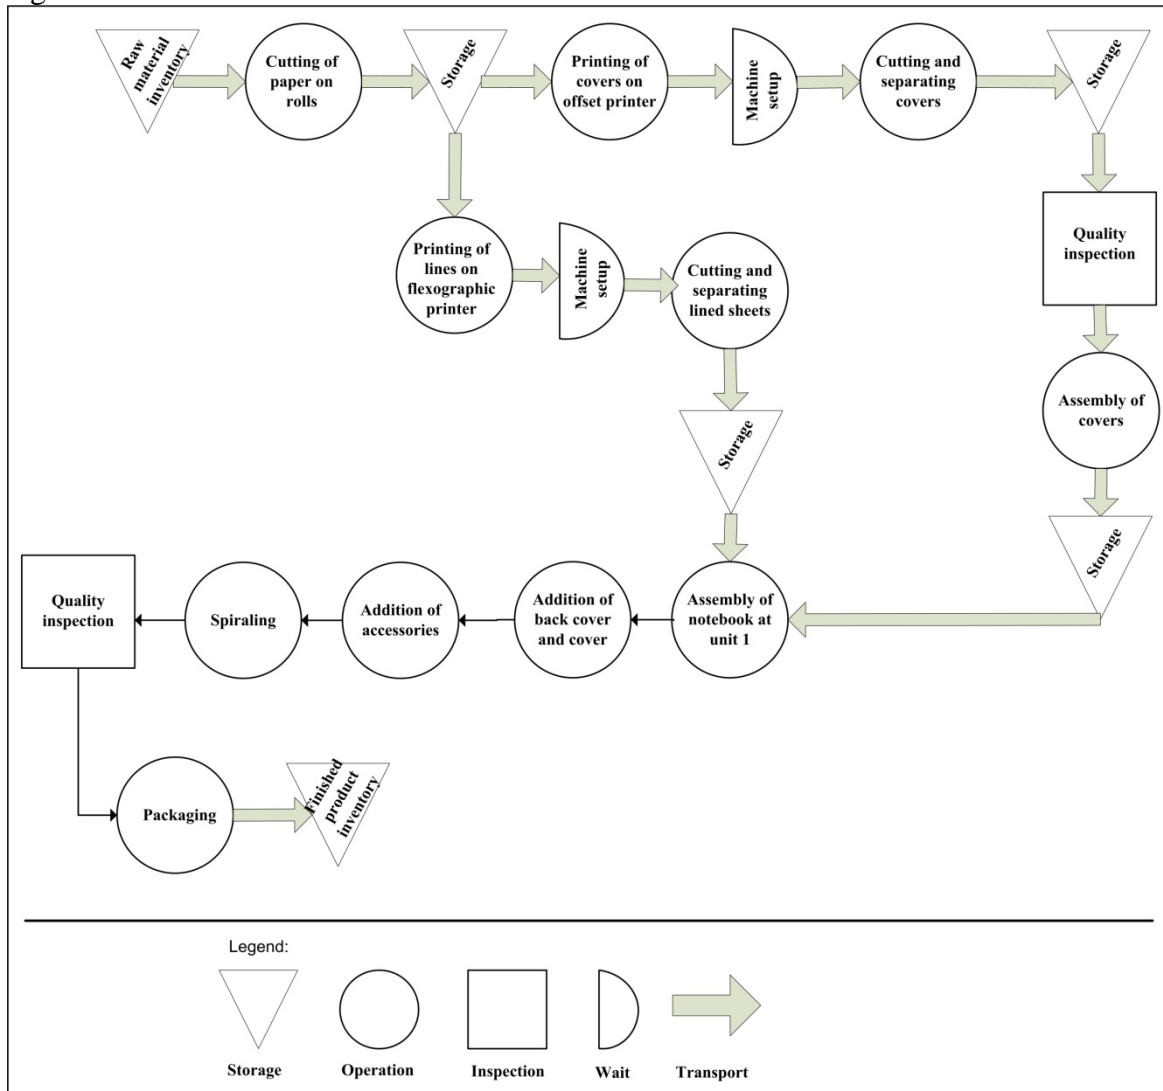 Raw
material
inventory
Cutting of
paper on
rolls
Storage
Printing of
covers on
offset printer
Machine
setup
Cutting and
separating
covers
Storage
Printing of
lines on
flexographic
printer
Machine
setup
Cutting and
separating
lined sheets
Quality
inspection
Storage
Assembly of
covers
Storage
Quality
inspection
Spiraling
Addition of
accessories
Addition of
back cover
and cover
Assembly of
notebook at
unit 1
Packaging
Finished
product
inventory
Legend:
Storage
Operation
Inspection
Wait
Transport